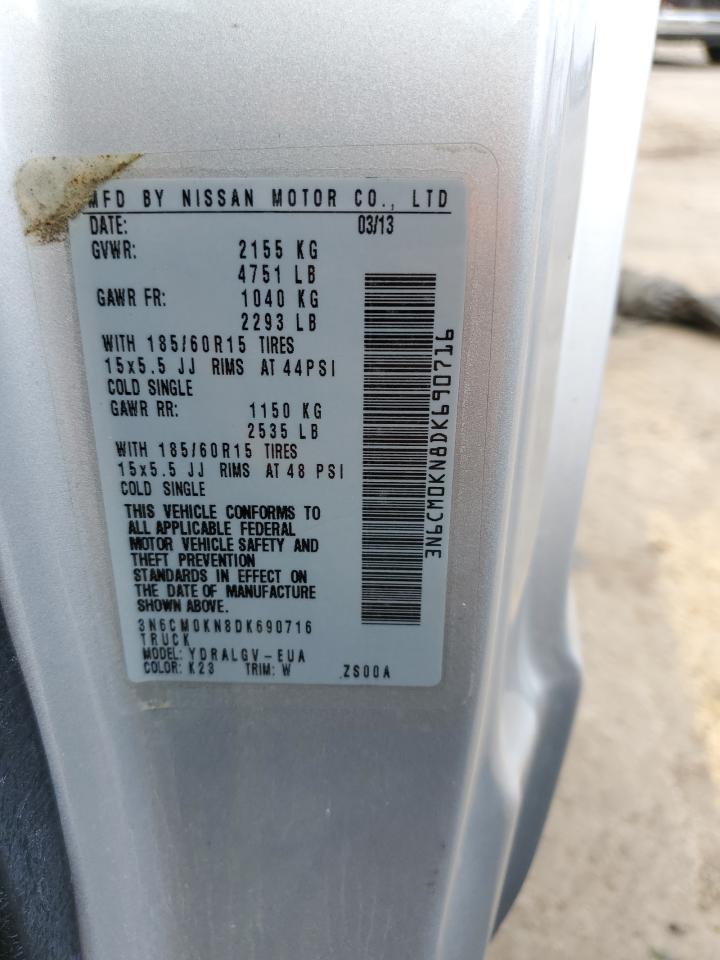 MFD BY NISSAN MOTOR CO., LTD
DATE: 03/13
GVWR: 2155 KG
4751 LB
GAWR FR: 1040 KG
2293 LB
WITH 185/60R15 TIRES
15x5.5 JJ RIMS AT 44PSI
COLD SINGLE
GAWR RR: 1150 KG
2535 LB
WITH 185/60R15 TIRES
15x5.5 JJ RIMS AT 48 PSI
COLD SINGLE
THIS VEHICLE CONFORMS TO
ALL APPLICABLE FEDERAL
MOTOR VEHICLE SAFETY AND
THEFT PREVENTION
STANDARDS IN EFFECT ON
THE DATE OF MANUFACTURE
SHOWN ABOVE.
3N6CM0KN8DK690716
TRUCK
MODEL: YDRALGV-EUA
COLOR: K23 TRIM: W ZS00A
3N6CM0KN8DK690716